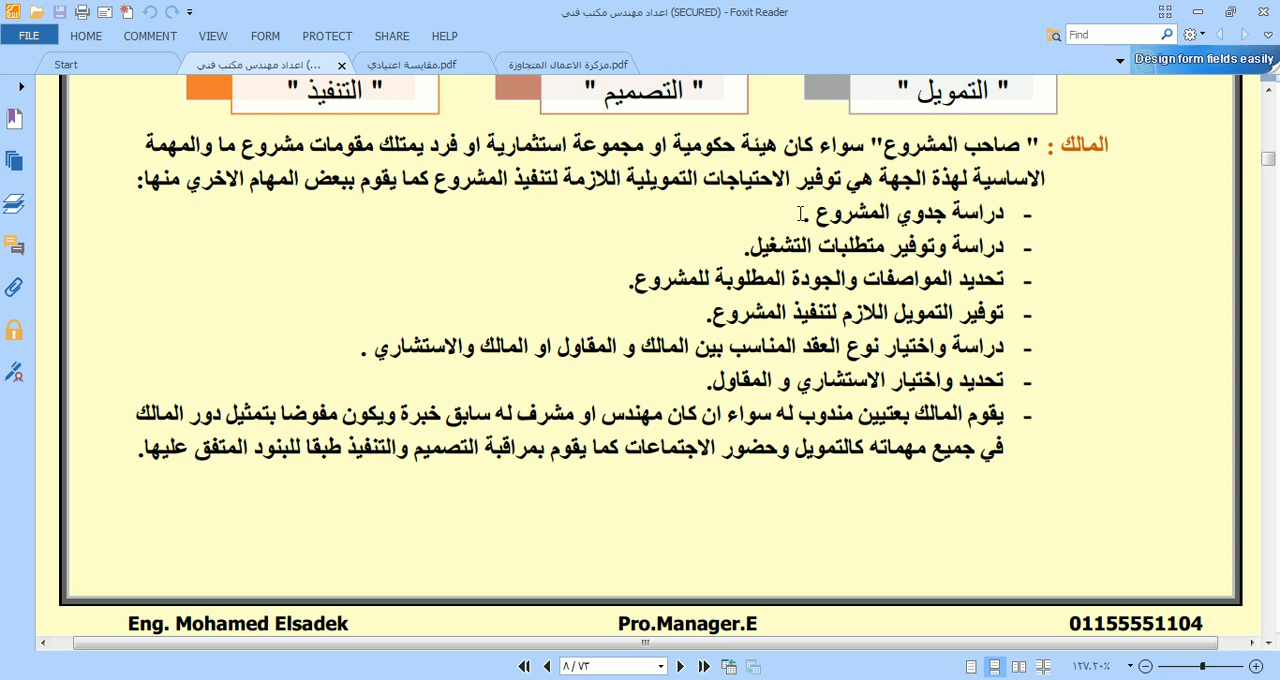 اعداد مهندس مكتب فني (SECURED) - Foxit Reader
FILE HOME COMMENT VIEW FORM PROTECT SHARE HELP
Find
Start
اعداد مهندس مكتب فني (...
مقايسة اعتيادي.pdf
مزكرة الاعمال المتجاوزة.pdf
Design form fields easily
" التمويل "
" التصميم "
" التنفيذ "
المالك : " صاحب المشروع" سواء كان هيئة حكومية او مجموعة استثمارية او فرد يمتلك مقومات مشروع ما والمهمة
الاساسية لهذة الجهة هي توفير الاحتياجات التمويلية اللازمة لتنفيذ المشروع كما يقوم ببعض المهام الاخري منها:
- دراسة جدوي المشروع .
- دراسة وتوفير متطلبات التشغيل.
- تحديد المواصفات والجودة المطلوبة للمشروع.
- توفير التمويل اللازم لتنفيذ المشروع.
- دراسة واختيار نوع العقد المناسب بين المالك و المقاول او المالك والاستشاري .
- تحديد واختيار الاستشاري و المقاول.
- يقوم المالك بعتيين مندوب له سواء ان كان مهندس او مشرف له سابق خبرة ويكون مفوضا بتمثيل دور المالك
في جميع مهماته كالتمويل وحضور الاجتماعات كما يقوم بمراقبة التصميم والتنفيذ طبقا للبنود المتفق عليها.
Eng. Mohamed Elsadek Pro.Manager.E 01155551104
٨ / ٧٣
١٢٧.٢٠%